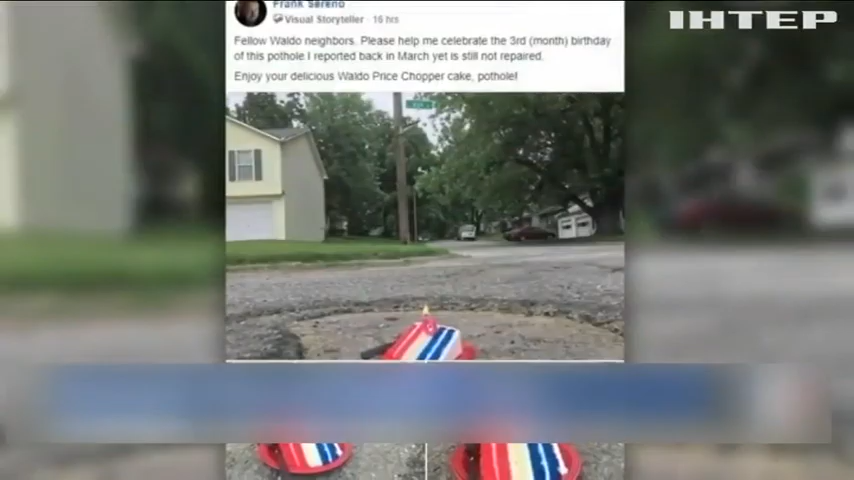 Frank Sereno
Visual Storyteller · 16 hrs
ІНТЕР
Fellow Waldo neighbors. Please help me celebrate the 3rd (month) birthday
of this pothole I reported back in March yet is still not repaired.
Enjoy your delicious Waldo Price Chopper cake, pothole!